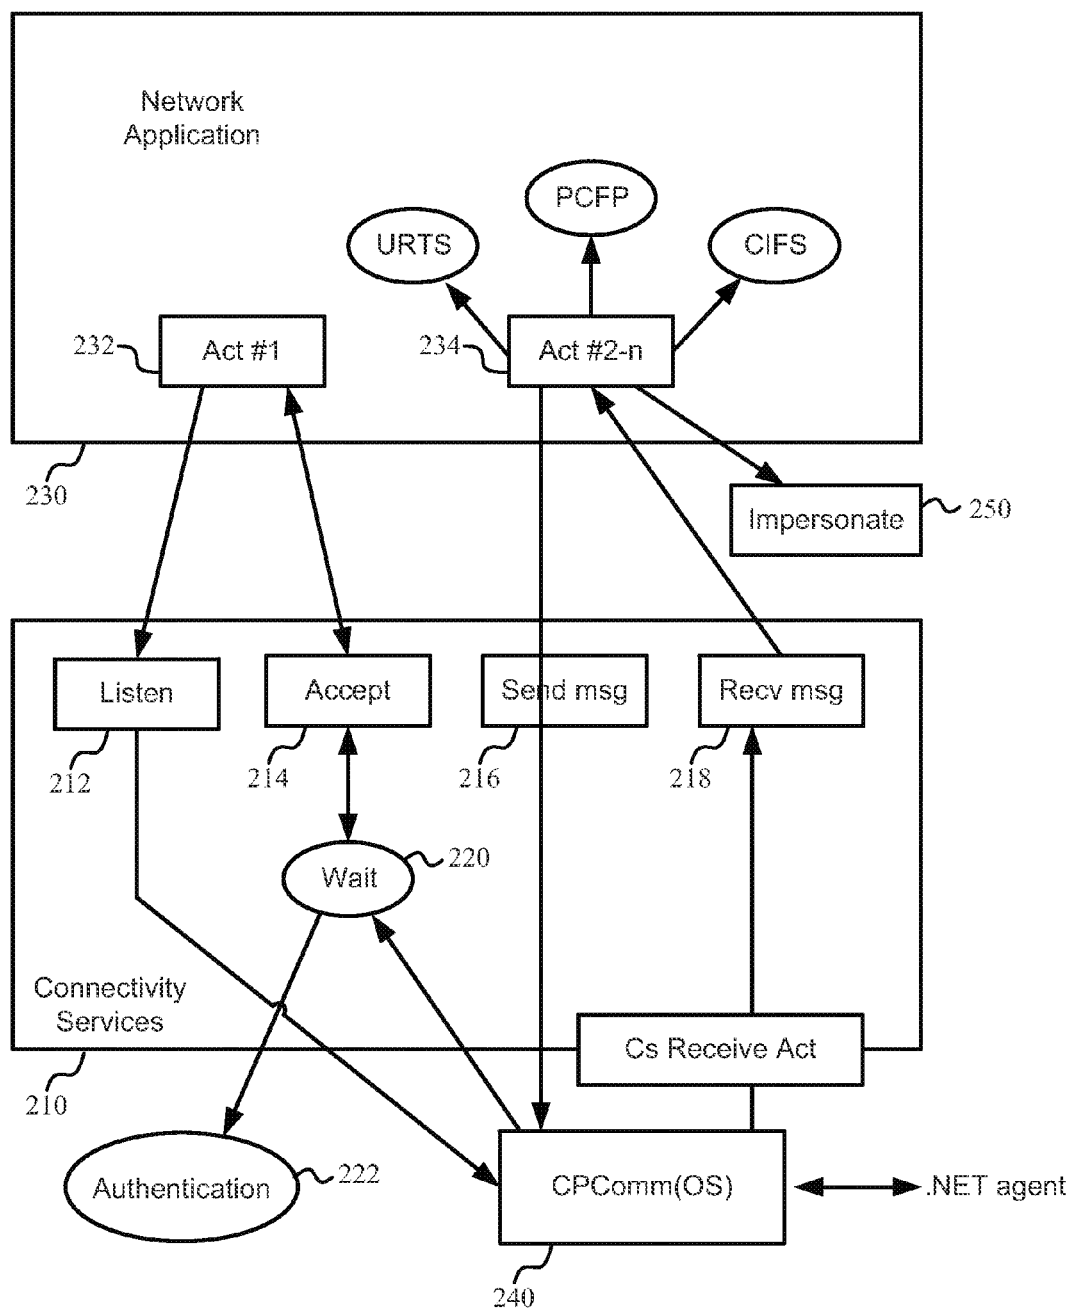 Network
Application
PCFP
URTS
CIFS
232
Act #1
234
Act #2-n
230
Impersonate
250
Listen
Accept
Send msg
Recv msg
212
214
216
218
Wait
220
Connectivity
Services
Cs Receive Act
210
Authentication
222
CPComm(OS)
.NET agent
240